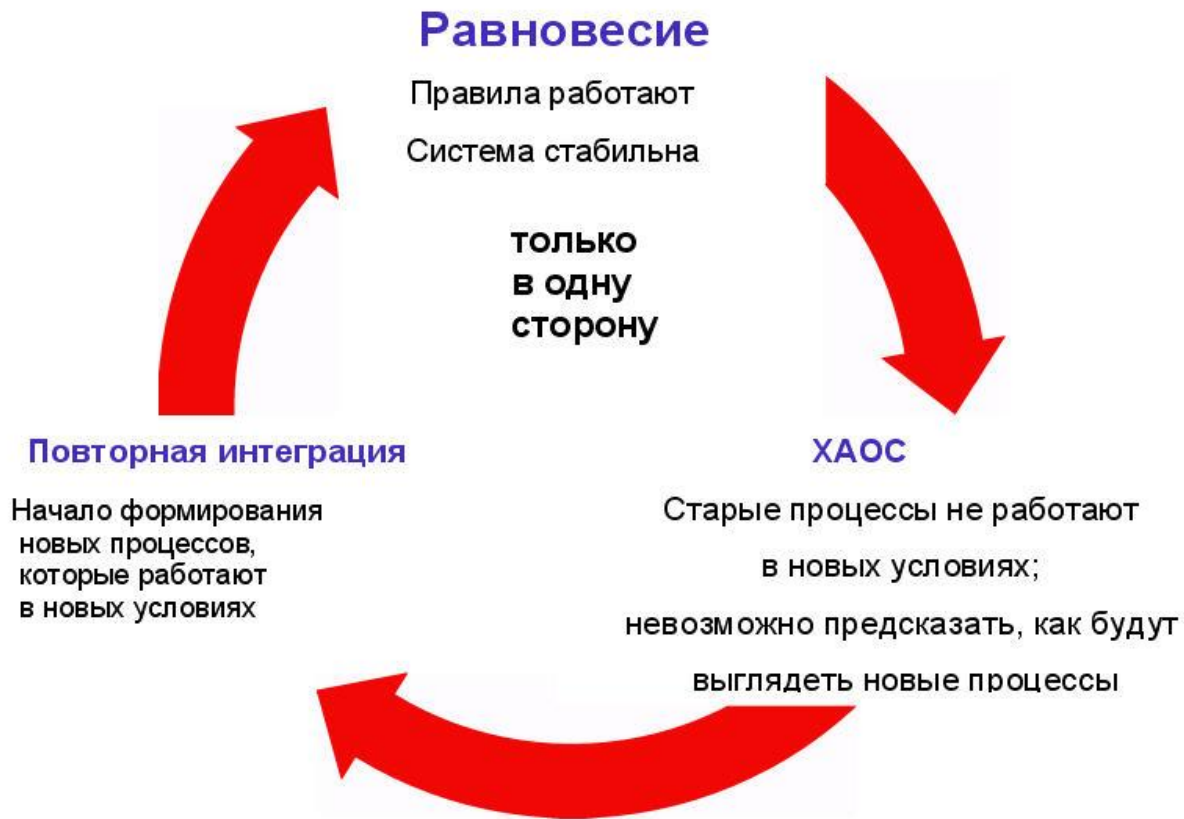 Равновесие
Правила работают
Система стабильна
только
в одну
сторону
Повторная интеграция
Начало формирования
новых процессов,
которые работают
в новых условиях
ХАОС
Старые процессы не работают
в новых условиях;
невозможно предсказать, как будут
выглядеть новые процессы